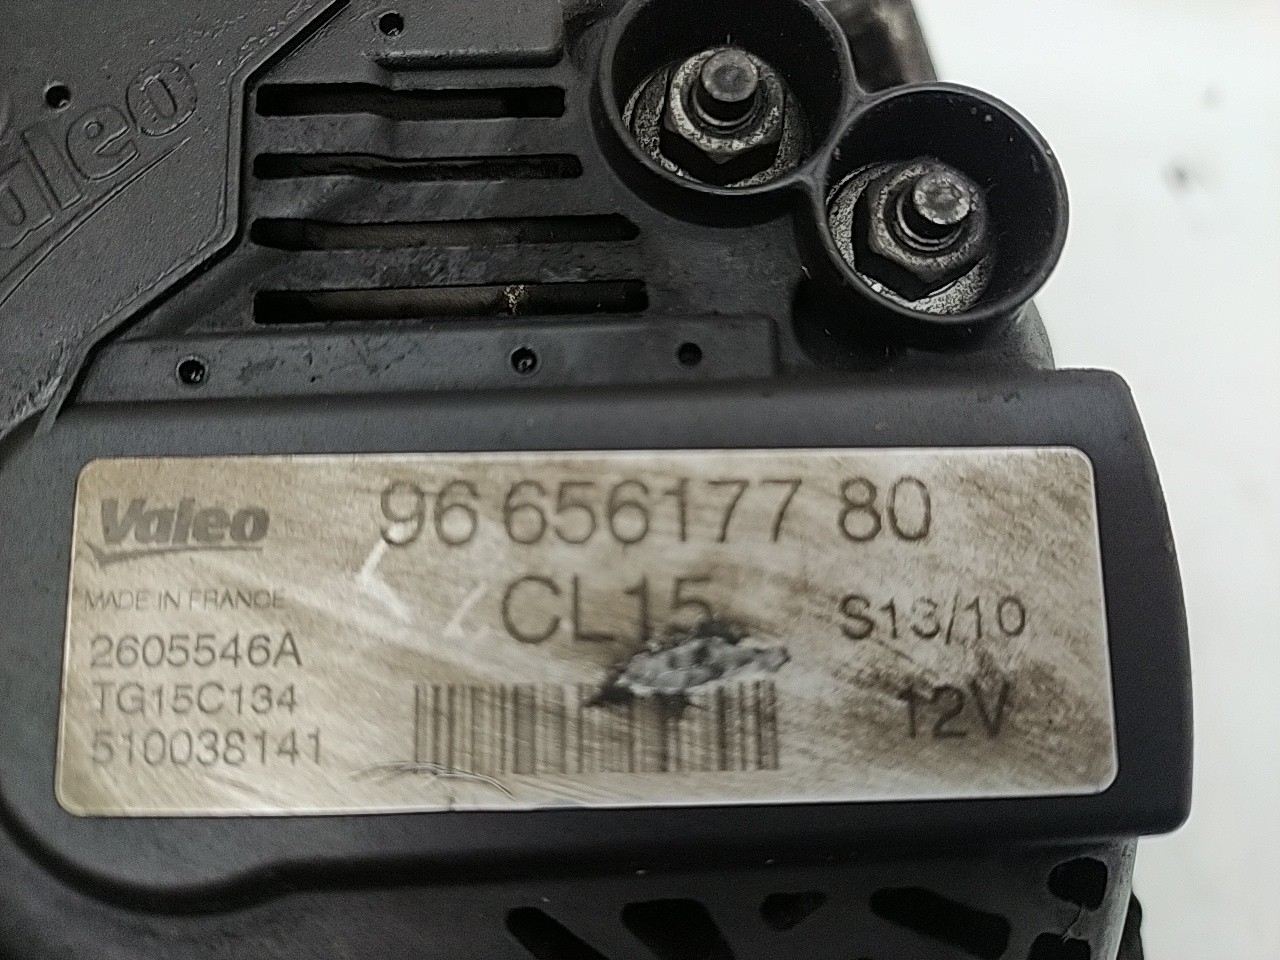 Valeo
Valeo
96 656177 80
MADE IN FRANCE
CL15
S13/10
2605546A
TG15C134
12V
510038141